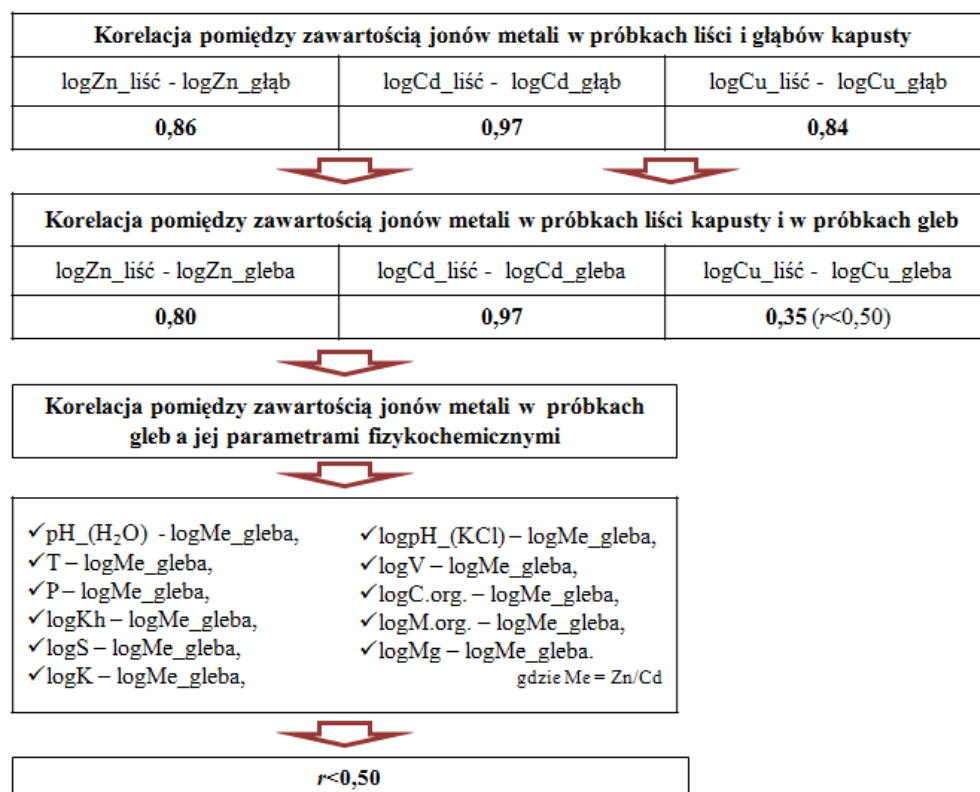 Korelacja pomiędzy zawartością jonów metali w próbkach liści i głąbów kapusty
logZn_liść - logZn_głąb
logCd_liść - logCd_głąb
logCu_liść - logCu_głąb
0,86
0,97
0,84
Korelacja pomiędzy zawartością jonów metali w próbkach liści kapusty i w próbkach gleb
logZn_liść - logZn_gleba
logCd_liść - logCd_gleba
logCu_liść - logCu_gleba
0,80
0,97
0,35 (r<0,50)
Korelacja pomiędzy zawartością jonów metali w próbkach
gleb a jej parametrami fizykochemicznymi
✓pH_(H₂O) - logMe_gleba,
✓T – logMe_gleba,
✓P – logMe_gleba,
✓logKh – logMe_gleba,
✓logS – logMe_gleba,
✓logK – logMe_gleba,
✓logpH_(KCl) – logMe_gleba,
✓logV – logMe_gleba,
✓logC.org. – logMe_gleba,
✓logM.org. – logMe_gleba,
✓logMg – logMe_gleba.
gdzie Me = Zn/Cd
r<0,50